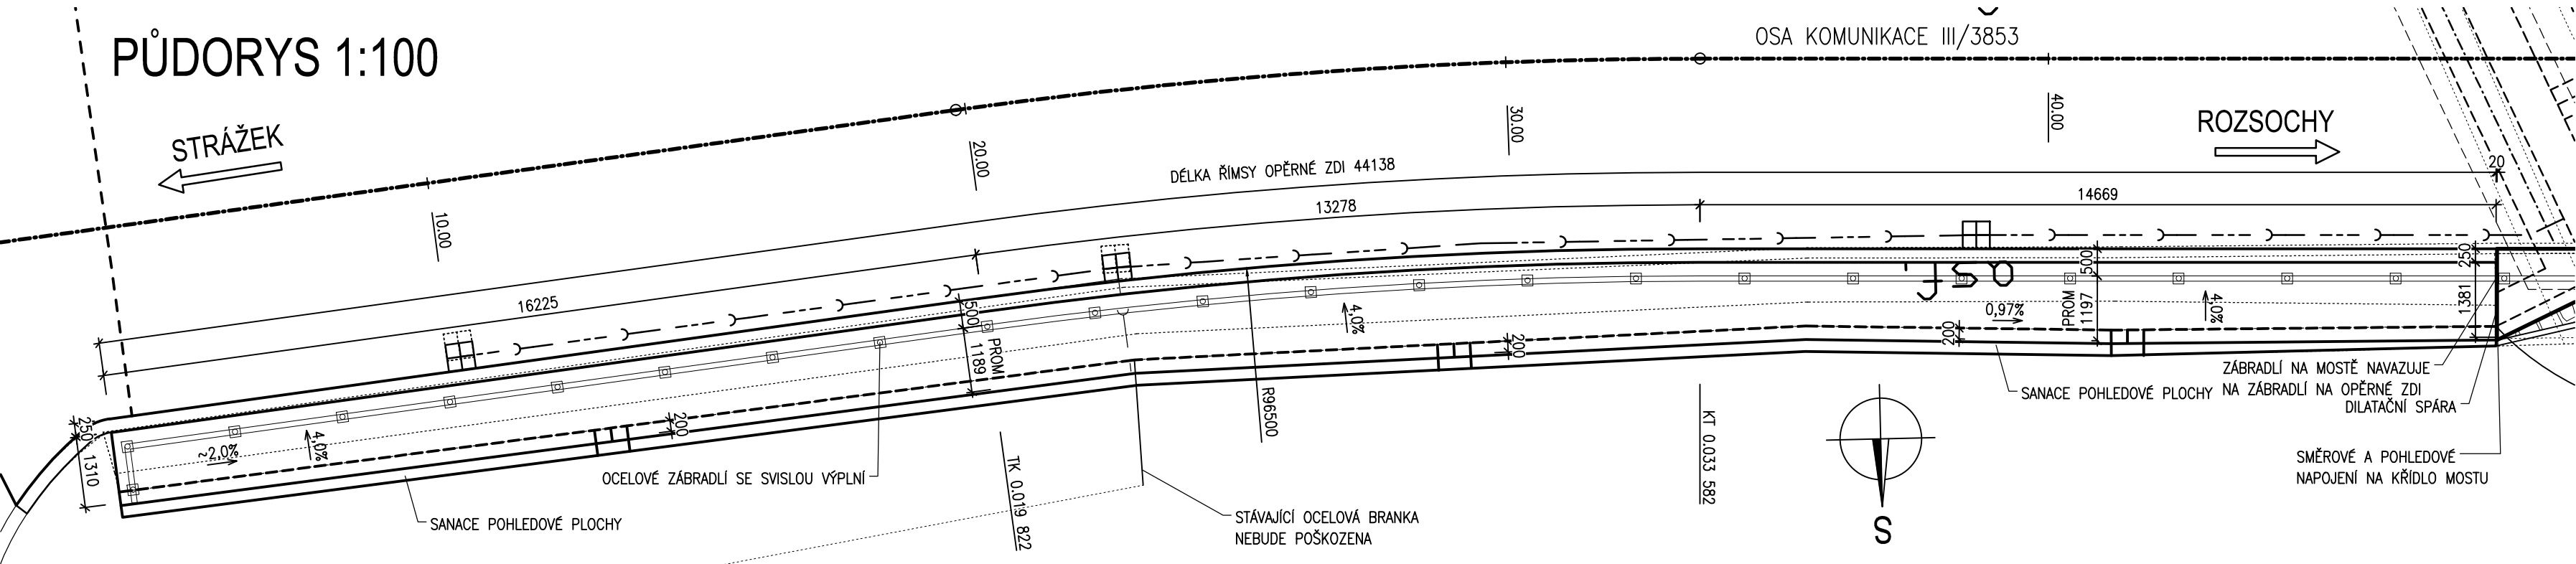 PŮDORYS 1:100
OSA KOMUNIKACE III/3853
STRÁŽEK
ROZSOCHY
10.00
20.00
30.00
40.00
DÉLKA ŘÍMSY OPĚRNÉ ZDI 44138
20
16225
13278
14669
250
1310
~2,0%
4,0%
200
500
PROM
1189
4,0%
200
R96500
0,97%
200
500
PROM
1197
4,0%
250
1381
OCELOVÉ ZÁBRADLÍ SE SVISLOU VÝPLNÍ
SANACE POHLEDOVÉ PLOCHY
TK 0.019 822
STÁVAJÍCÍ OCELOVÁ BRANKA
NEBUDE POŠKOZENA
KT 0.033 582
S
SANACE POHLEDOVÉ PLOCHY
ZÁBRADLÍ NA MOSTĚ NAVAZUJE
NA ZÁBRADLÍ NA OPĚRNÉ ZDI
DILATAČNÍ SPÁRA
SMĚROVÉ A POHLEDOVÉ
NAPOJENÍ NA KŘÍDLO MOSTU